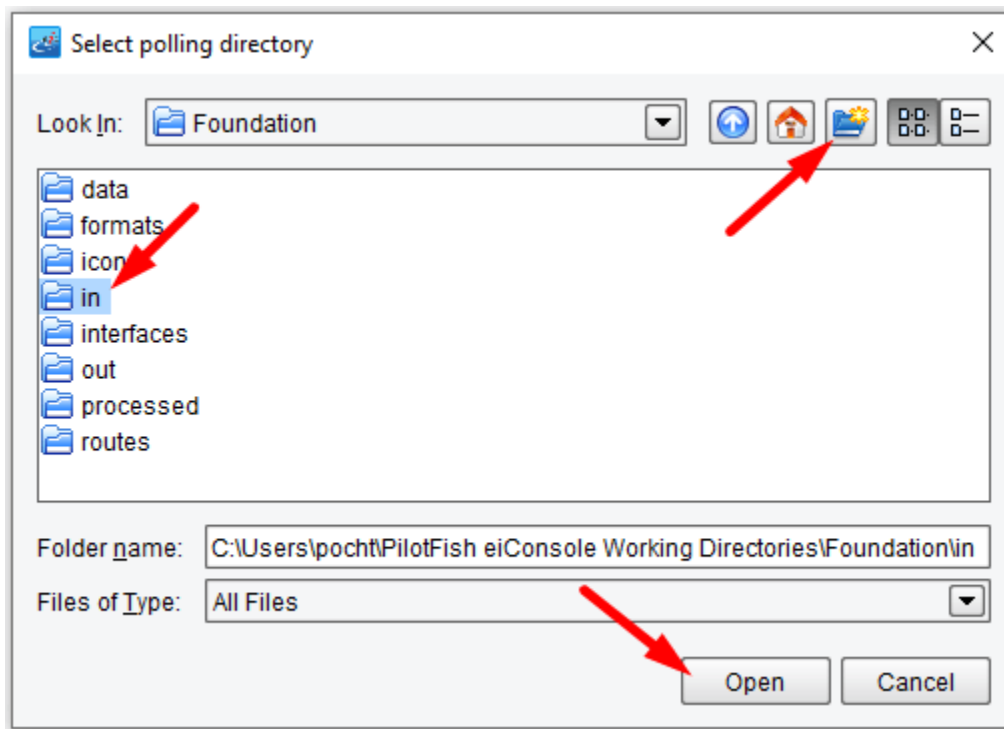 Select polling directory
Look In: Foundation
data
formats
icon
in
interfaces
out
processed
routes
Folder name: C:\Users\pocht\PilotFish eiConsole Working Directories\Foundation\in
Files of Type: All Files
Open Cancel